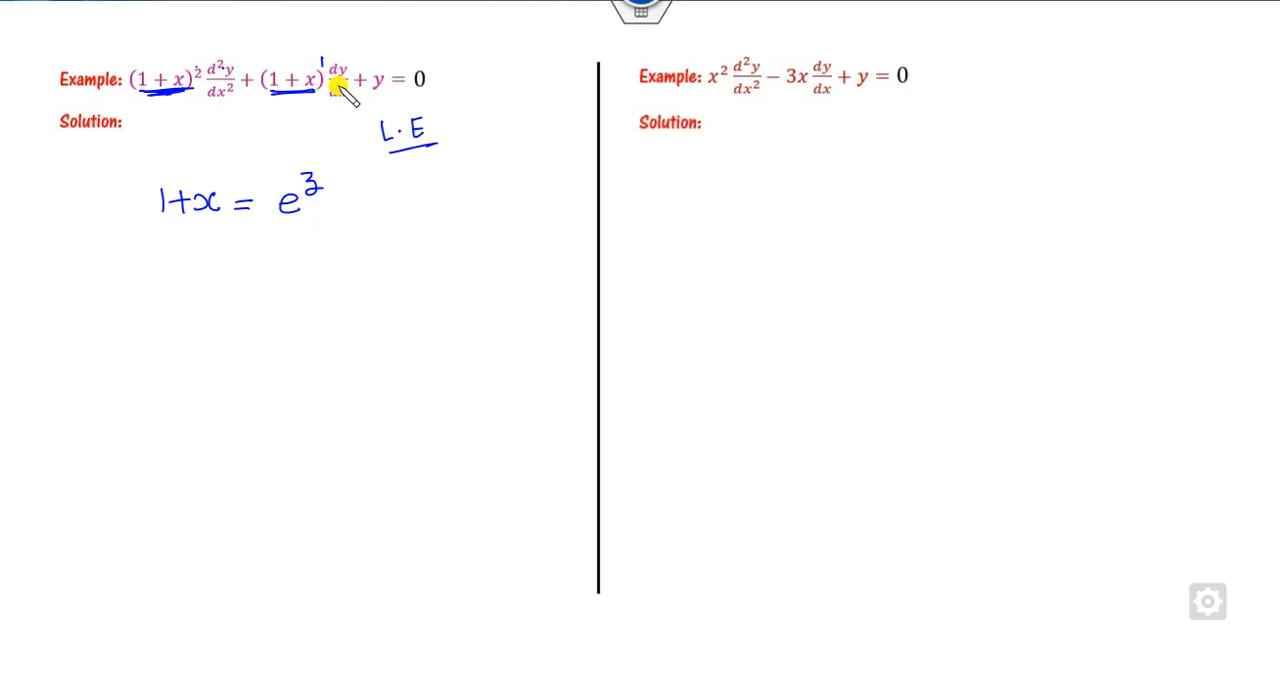 Example: (1 + x)² d²y/dx² + (1 + x)¹ dy/dx + y = 0
Solution:
L.E
1+x = e^z
Example: x² d²y/dx² − 3x dy/dx + y = 0
Solution: